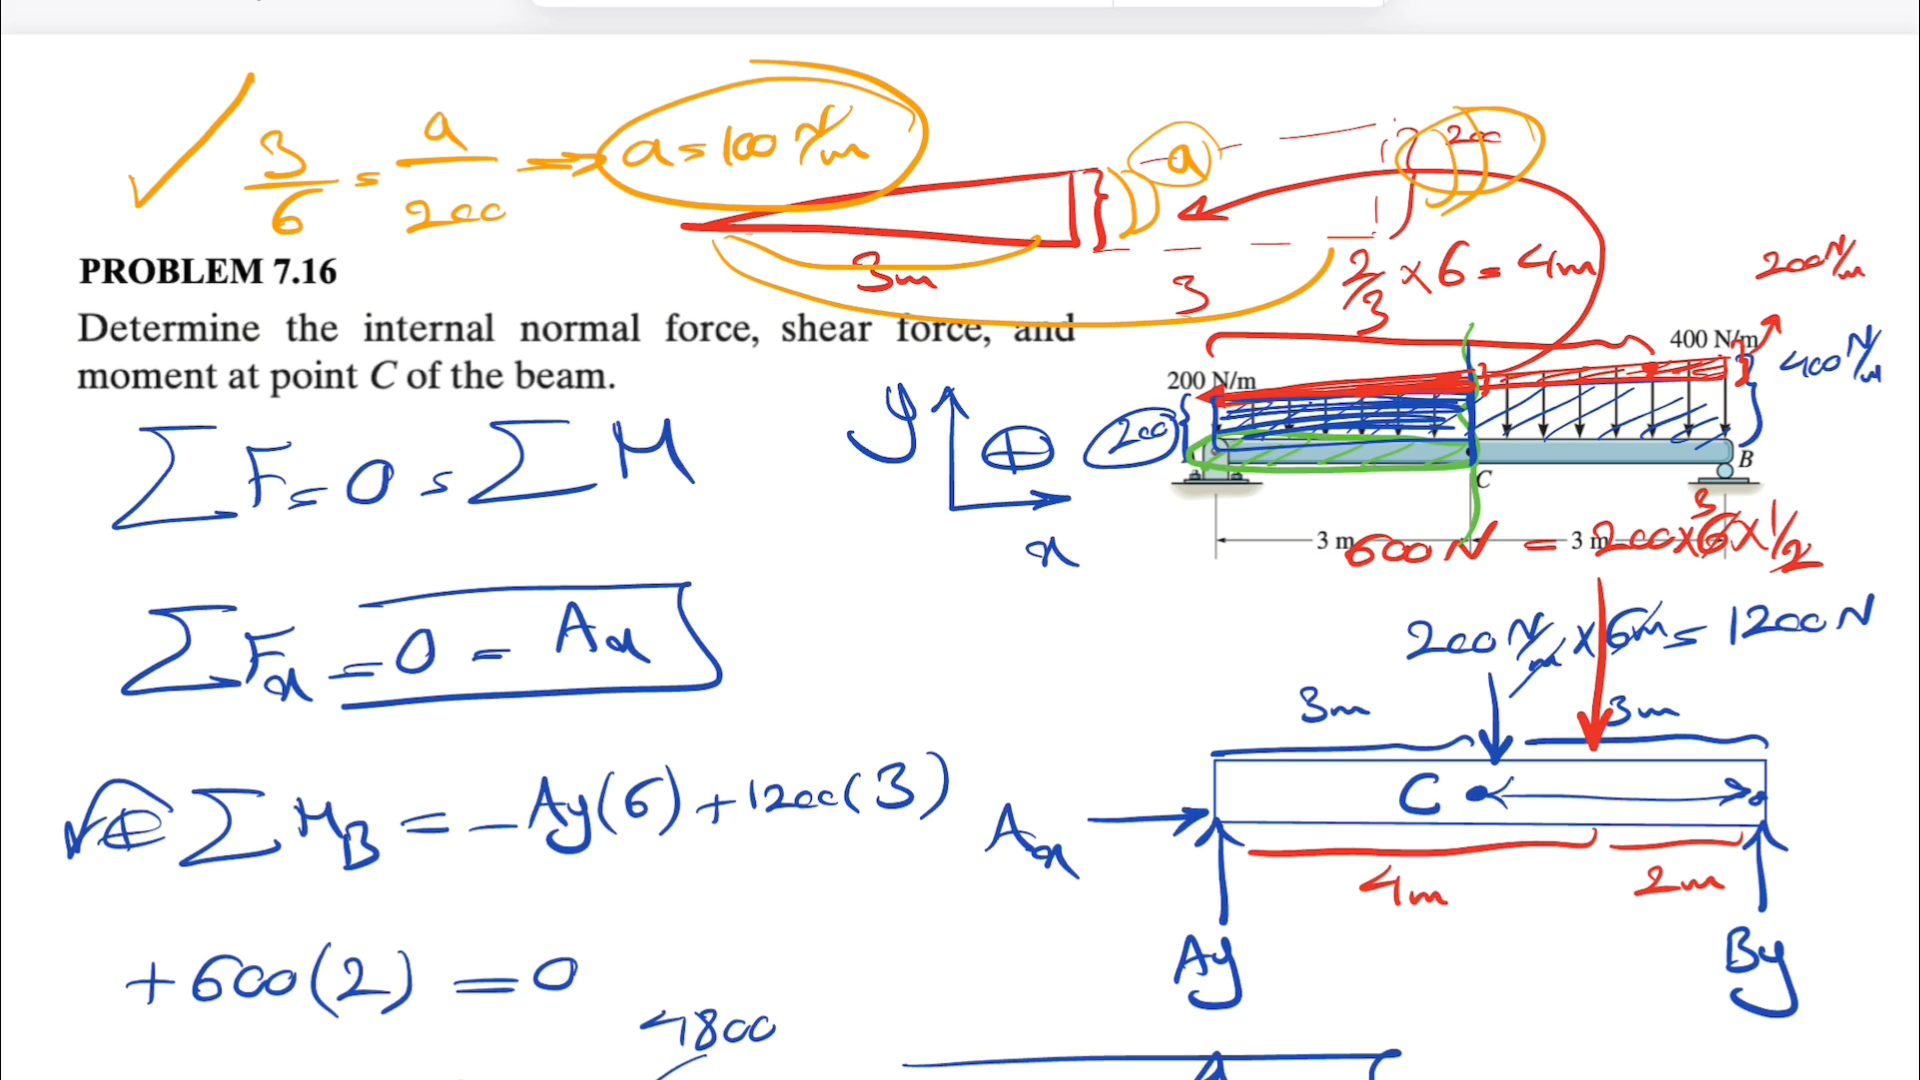 3/6 = a/200 => a = 100 N/m
a
200
3m
3
2/3 × 6 = 4m
200 N/m
PROBLEM 7.16
Determine the internal normal force, shear force, and
moment at point C of the beam.
400 N/m
400 N/m
200 N/m
y
200
B
C
x
3 m
3 m
600 N = 200×6×1/2
3
ΣF = 0 = ΣM
200 N/m × 6m = 1200N
3m
3m
ΣFx = 0 = Ax
C
+ ΣMB = -Ay(6) + 1200(3)
Ax
4m
2m
Ay
By
+600(2) = 0
4800